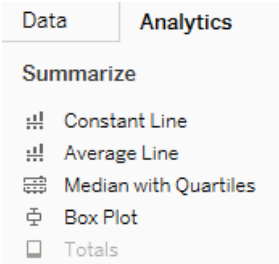 Data Analytics
Summarize
Constant Line
Average Line
Median with Quartiles
Box Plot
Totals